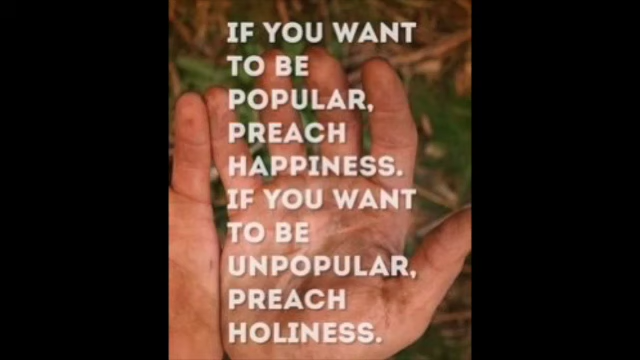 IF YOU WANT
TO BE
POPULAR,
PREACH
HAPPINESS.
IF YOU WANT
TO BE
UNPOPULAR,
PREACH
HOLINESS.